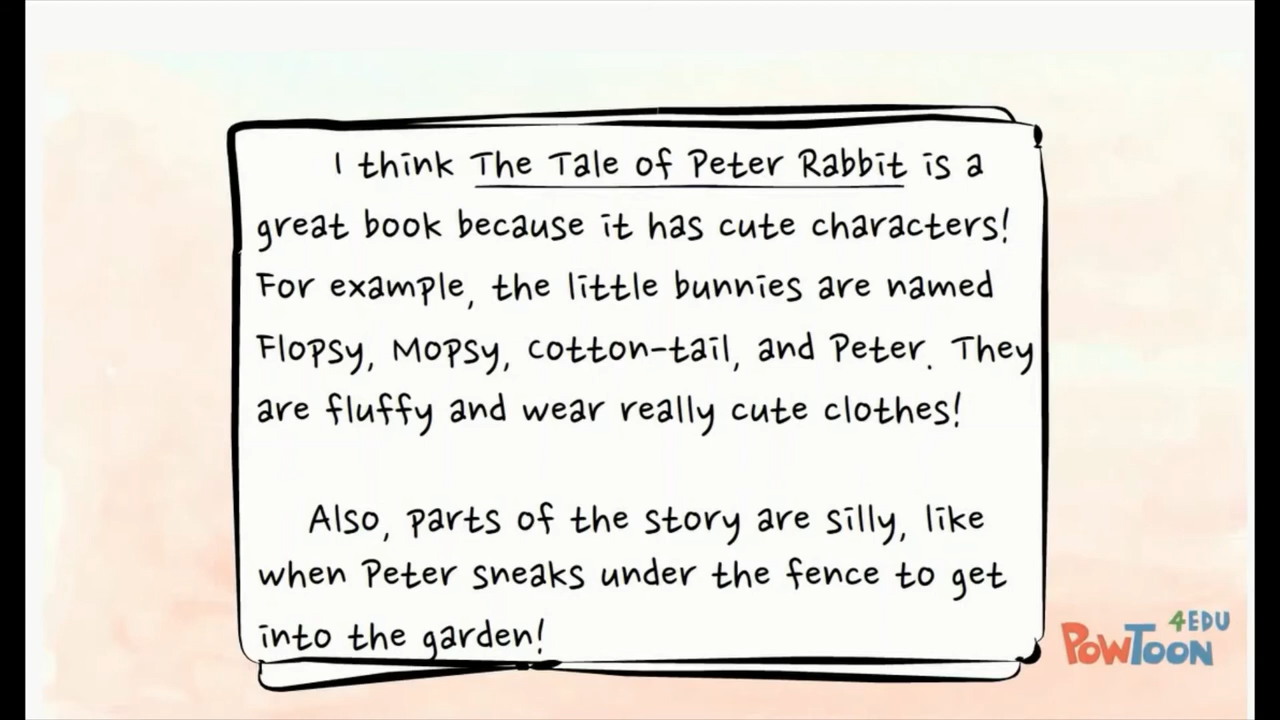 I think The Tale of Peter Rabbit is a
great book because it has cute characters!
For example, the little bunnies are named
Flopsy, Mopsy, cotton-tail, and Peter. They
are fluffy and wear really cute clothes!
Also, parts of the story are silly, like
when Peter sneaks under the fence to get
into the garden!
4EDU
POWTOON